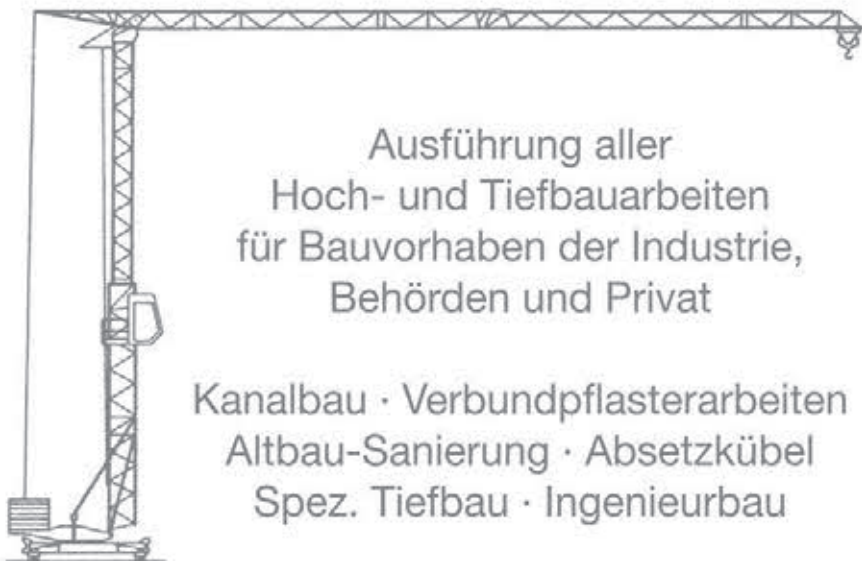 Ausführung aller
Hoch- und Tiefbauarbeiten
für Bauvorhaben der Industrie,
Behörden und Privat
Kanalbau · Verbundpflasterarbeiten
Altbau-Sanierung · Absetzkübel
Spez. Tiefbau · Ingenieurbau